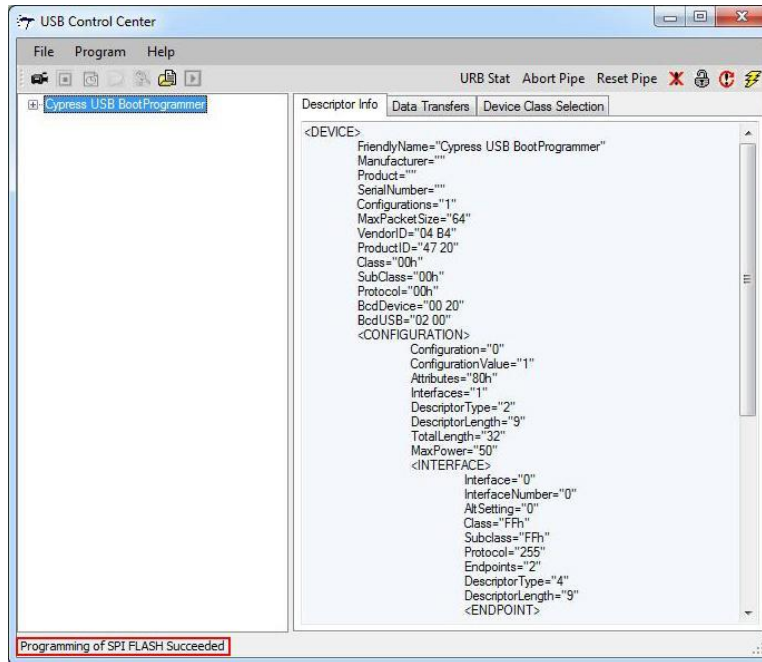 USB Control Center
File Program Help
URB Stat Abort Pipe Reset Pipe
Cypress USB BootProgrammer
Descriptor Info Data Transfers Device Class Selection
<DEVICE>
FriendlyName="Cypress USB BootProgrammer"
Manufacturer=""
Product=""
SerialNumber=""
Configurations="1"
MaxPacketSize="64"
VendorID="04 B4"
ProductID="47 20"
Class="00h"
SubClass="00h"
Protocol="00h"
BcdDevice="00 20"
BcdUSB="02 00"
<CONFIGURATION>
Configuration="0"
ConfigurationValue="1"
Attributes="80h"
Interfaces="1"
DescriptorType="2"
DescriptorLength="9"
TotalLength="32"
MaxPower="50"
<INTERFACE>
Interface="0"
InterfaceNumber="0"
AltSetting="0"
Class="FFh"
Subclass="FFh"
Protocol="255"
Endpoints="2"
DescriptorType="4"
DescriptorLength="9"
<ENDPOINT>
Programming of SPI FLASH Succeeded